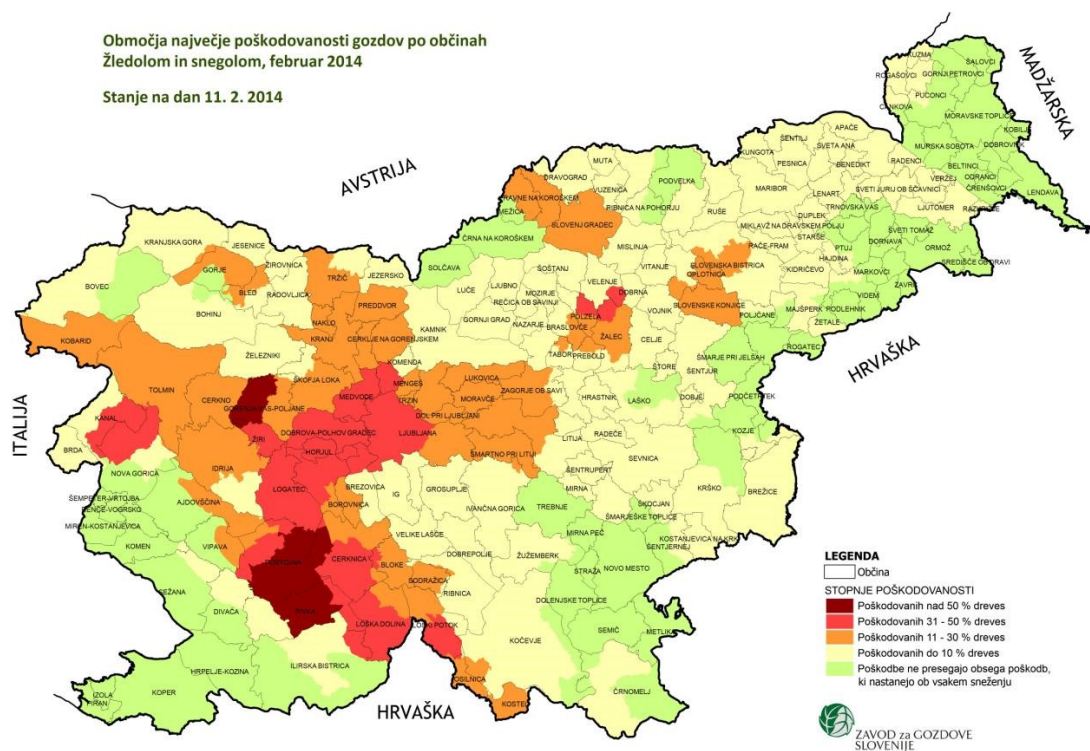 Območja največje poškodovanosti gozdov po občinah
Žledolom in snegolom, februar 2014
Stanje na dan 11. 2. 2014
AVSTRIJA
MADŽARSKA
ITALIJA
HRVAŠKA
HRVAŠKA
KUZMA
ROGAŠOVCI
ŠALOVCI
GORNJI PETROVCI
PUCONCI
CANKOVA
MORAVSKE TOPLICE
KOBILJE
MURSKA SOBOTA
DOBROVNIK
BELTINCI
ODRANCI
ČRENŠOVCI
LENDAVA
RAZKRIŽJE
APAČE
ŠENTILJ
SVETA ANA
KUNGOTA
PESNICA
BENEDIKT
RADENCI
VERŽEJ
MARIBOR
LENART
SVETI JURIJ OB ŠČAVNICI
LJUTOMER
TRNOVSKA VAS
DUPLEK
MIKLAVŽ NA DRAVSKEM POLJU
STARŠE
SVETI TOMAŽ
DORNAVA
ORMOŽ
PTUJ
HAJDINA
SREDIŠČE OB DRAVI
RAČE-FRAM
KIDRIČEVO
MARKOVCI
ZAVRČ
VIDEM
PODLEHNIK
MAJŠPERK
ŽETALE
POLJČANE
ROGATEC
MUTA
DRAVOGRAD
VUZENICA
PODVELKA
RAVNE NA KOROŠKEM
RIBNICA NA POHORJU
RUŠE
MEŽICA
SLOVENJ GRADEC
ČRNA NA KOROŠKEM
MISLINJA
SOLČAVA
SLOVENSKA BISTRICA
OPLOTNICA
VITANJE
ŠOŠTANJ
VELENJE
LUČE
LJUBNO
MOZIRJE
REČICA OB SAVINJI
DOBRNA
SLOVENSKE KONJICE
VOJNIK
POLZELA
GORNJI GRAD
NAZARJE
BRASLOVČE
ŽALEC
CELJE
TABOR
PREBOLD
ŠMARJE PRI JELŠAH
ŠTORE
ŠENTJUR
KRANJSKA GORA
JESENICE
ŽIROVNICA
GORJE
BLED
RADOVLJICA
BOVEC
BOHINJ
TRŽIČ
JEZERSKO
PREDDVOR
NAKLO
KRANJ
CERKLJE NA GORENJSKEM
KAMNIK
KOBARID
ŽELEZNIKI
KOMENDA
TOLMIN
ŠKOFJA LOKA
CERKNO
GORENJA VAS-POLJANE
MEDVODE
MENGEŠ
TRZIN
LUKOVICA
MORAVČE
ZAGORJE OB SAVI
DOL PRI LJUBLJANI
HRASTNIK
LAŠKO
DOBJE
PODČETRTEK
KANAL
ŽIRI
DOBROVA-POLHOV GRADEC
LJUBLJANA
HORJUL
BRDA
IDRIJA
ŠMARTNO PRI LITIJI
LITIJA
RADEČE
KOZJE
SEVNICA
NOVA GORICA
LOGATEC
BREZOVICA
BOROVNICA
IG
GROSUPLJE
ŠENTRUPERT
MIRNA
KRŠKO
BREŽICE
ŠEMPETER-VRTOJBA
RENČE-VOGRSKO
MIREN-KOSTANJEVICA
AJDOVŠČINA
IVANČNA GORICA
TREBNJE
ŠKOCJAN
ŠMARJEŠKE TOPLICE
KOSTANJEVICA NA KRKI
ŠENTJERNEJ
VELIKE LAŠČE
MIRNA PEČ
KOMEN
VIPAVA
CERKNICA
BLOKE
DOBREPOLJE
ŽUŽEMBERK
STRAŽA
NOVO MESTO
SODRAŽICA
RIBNICA
DOLENJSKE TOPLICE
SEŽANA
DIVAČA
PIVKA
LOŠKA DOLINA
LOŠKI POTOK
KOČEVJE
SEMIČ
METLIKA
ILIRSKA BISTRICA
HRPELJE-KOZINA
OSILNICA
KOSTEL
ČRNOMELJ
IZOLA
PIRAN
KOPER
LEGENDA
Občina
STOPNJE POŠKODOVANOSTI
Poškodovanih nad 50 % dreves
Poškodovanih 31 - 50 % dreves
Poškodovanih 11 - 30 % dreves
Poškodovanih do 10 % dreves
Poškodbe ne presegajo obsega poškodb,
ki nastanejo ob vsakem sneženju
ZAVOD za GOZDOVE
SLOVENIJE